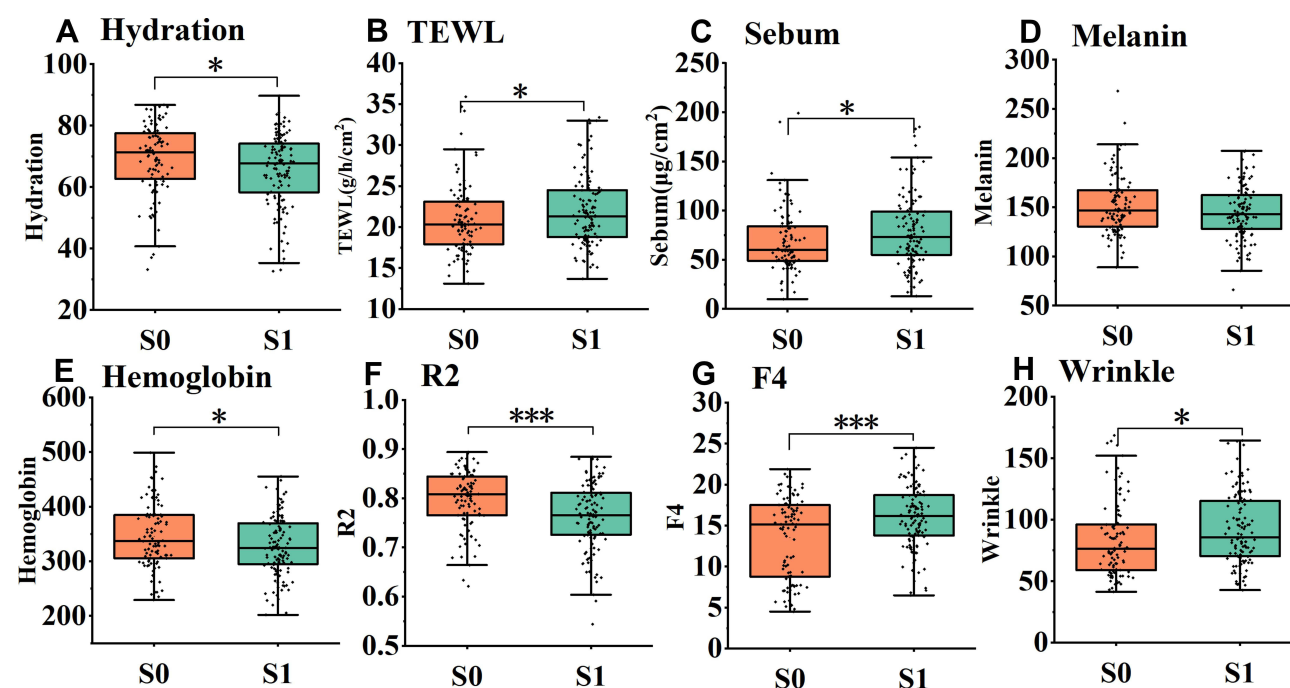 A Hydration
Hydration
100
80
60
40
20
*
S0 S1
B TEWL
TEWL(g/h/cm²)
40
35
30
25
20
15
10
*
S0 S1
C Sebum
Sebum(μg/cm²)
250
200
150
100
50
0
*
S0 S1
D Melanin
Melanin
300
250
200
150
100
50
S0 S1
E Hemoglobin
Hemoglobin
600
500
400
300
200
*
S0 S1
F R2
R2
1.0
0.9
0.8
0.7
0.6
0.5
***
S0 S1
G F4
F4
30
25
20
15
10
5
0
***
S0 S1
H Wrinkle
Wrinkle
200
150
100
50
0
*
S0 S1